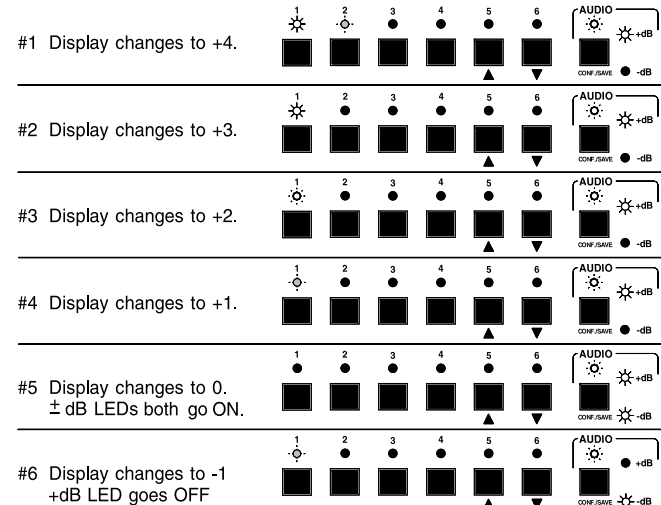 1 2 3 4 5 6 AUDIO
#1 Display changes to +4.
+dB
CONF./SAVE -dB
1 2 3 4 5 6 AUDIO
#2 Display changes to +3.
+dB
CONF./SAVE -dB
1 2 3 4 5 6 AUDIO
#3 Display changes to +2.
+dB
CONF./SAVE -dB
1 2 3 4 5 6 AUDIO
#4 Display changes to +1.
+dB
CONF./SAVE -dB
1 2 3 4 5 6 AUDIO
#5 Display changes to 0.
+dB
± dB LEDs both go ON.
CONF./SAVE -dB
1 2 3 4 5 6 AUDIO
+dB
#6 Display changes to -1
+dB LED goes OFF
CONF./SAVE -dB